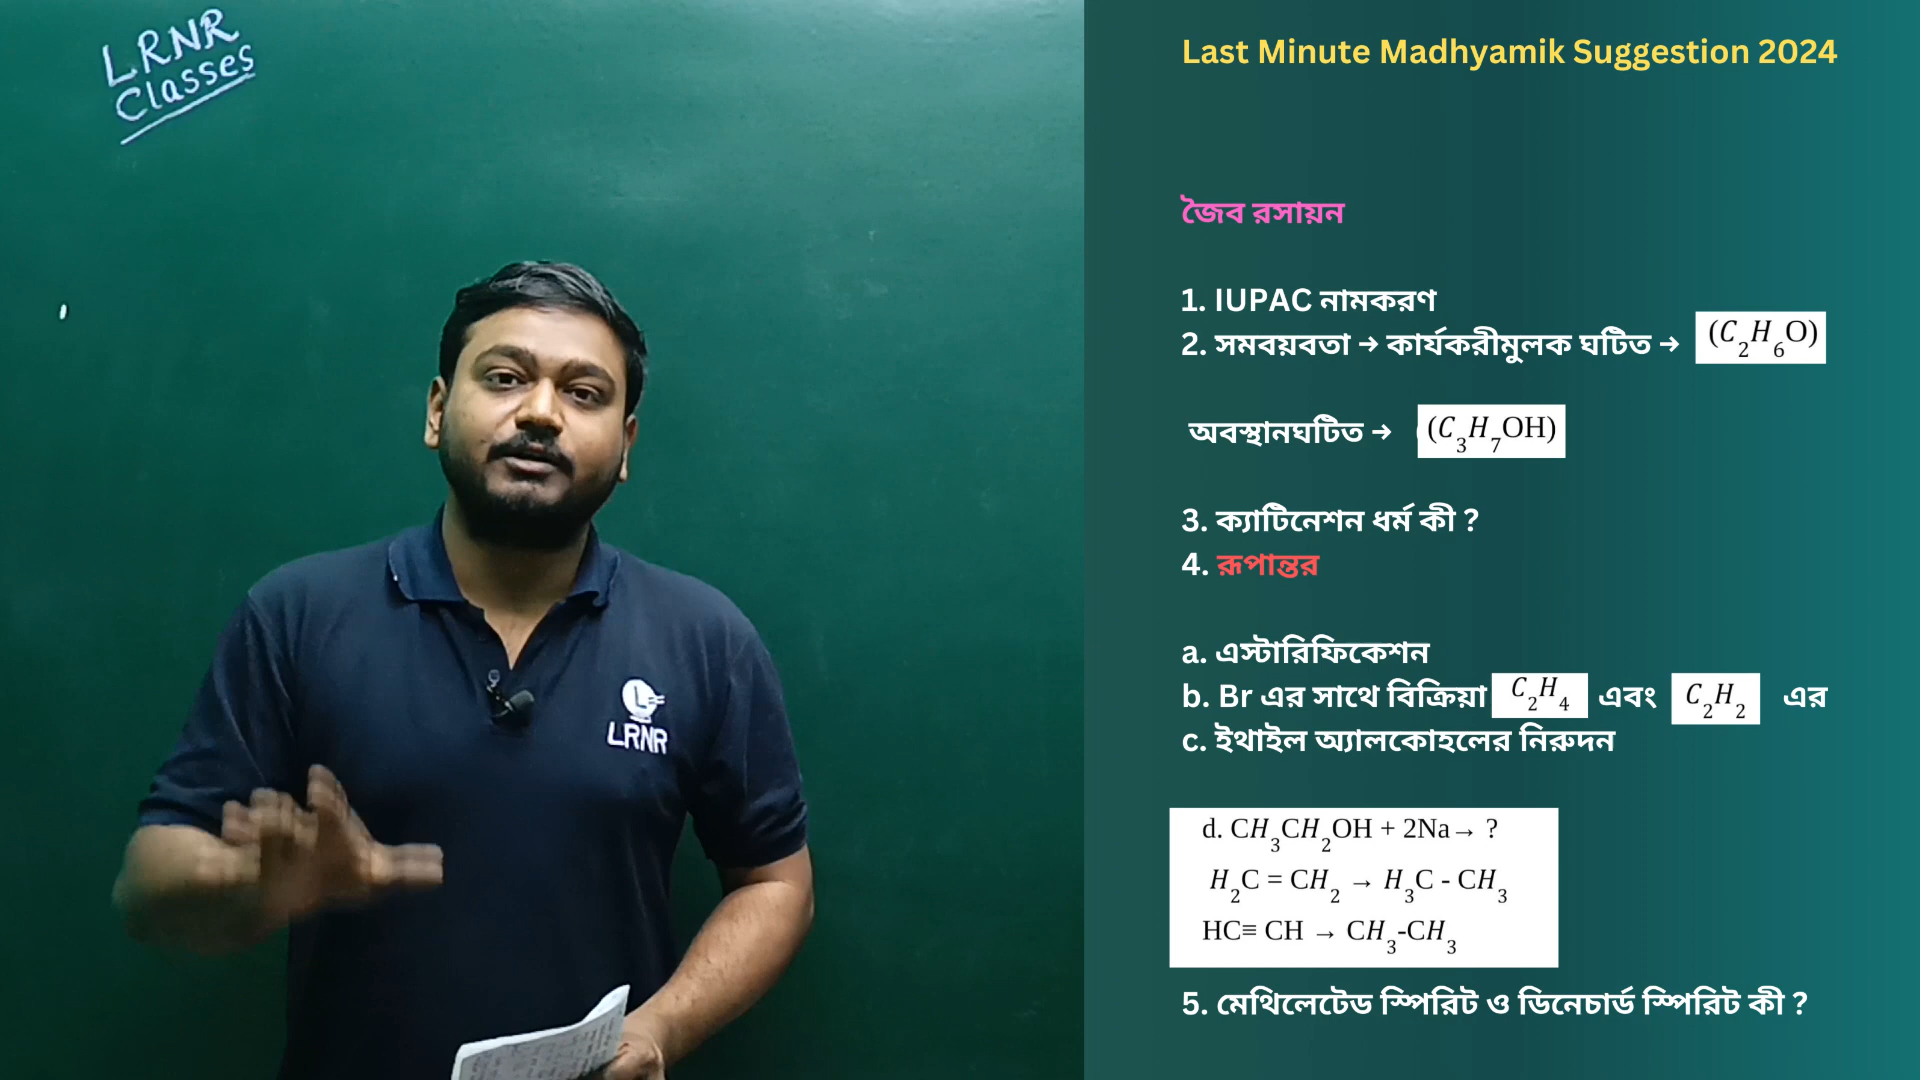 LRNR
Classes
LRNR
Last Minute Madhyamik Suggestion 2024
জৈব রসায়ন
1. IUPAC নামকরণ
2. সমবয়বতা → কার্যকরীমুলক ঘটিত → (C₂H₆O)
অবস্থানঘটিত → (C₃H₇OH)
3. ক্যাটিনেশন ধর্ম কী ?
4. রূপান্তর
a. এস্টারিফিকেশন
b. Br এর সাথে বিক্রিয়া C₂H₄ এবং C₂H₂ এর
c. ইথাইল অ্যালকোহলের নিরুদন
d. CH₃CH₂OH + 2Na→ ?
H₂C = CH₂ → H₃C - CH₃
HC≡ CH → CH₃-CH₃
5. মেথিলেটেড স্পিরিট ও ডিনেচার্ড স্পিরিট কী ?